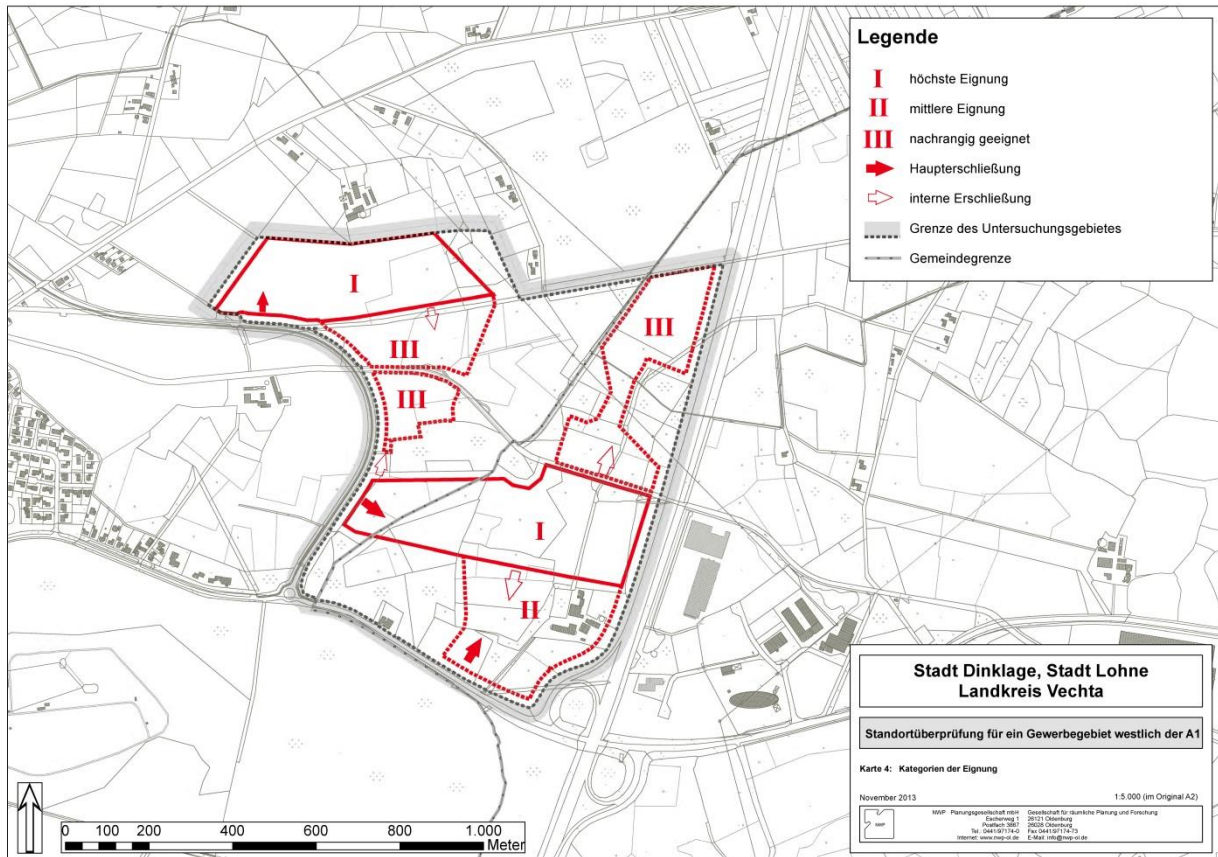 Legende
I höchste Eignung
II mittlere Eignung
III nachrangig geeignet
Haupterschließung
interne Erschließung
Grenze des Untersuchungsgebietes
Gemeindegrenze
I
III
III
III
I
II
Stadt Dinklage, Stadt Lohne
Landkreis Vechta
Standortüberprüfung für ein Gewerbegebiet westlich der A1
Karte 4: Kategorien der Eignung
November 2013 1:5.000 (im Original A2)
NWP
NWP Planungsgesellschaft mbH Gesellschaft für räumliche Planung und Forschung
Escherweg 1 26121 Oldenburg
Postfach 3867 26028 Oldenburg
Tel.: 0441/97174-0 Fax 0441/97174-73
Internet: www.nwp-ol.de E-Mail: info@nwp-ol.de
0 100 200 400 600 800 1.000
Meter